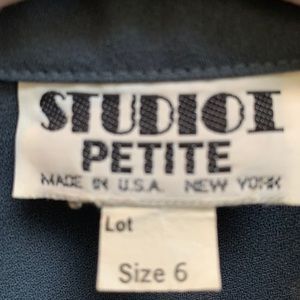 STUDIO I
PETITE
MADE IN U.S.A. NEW YORK
Lot
Size 6